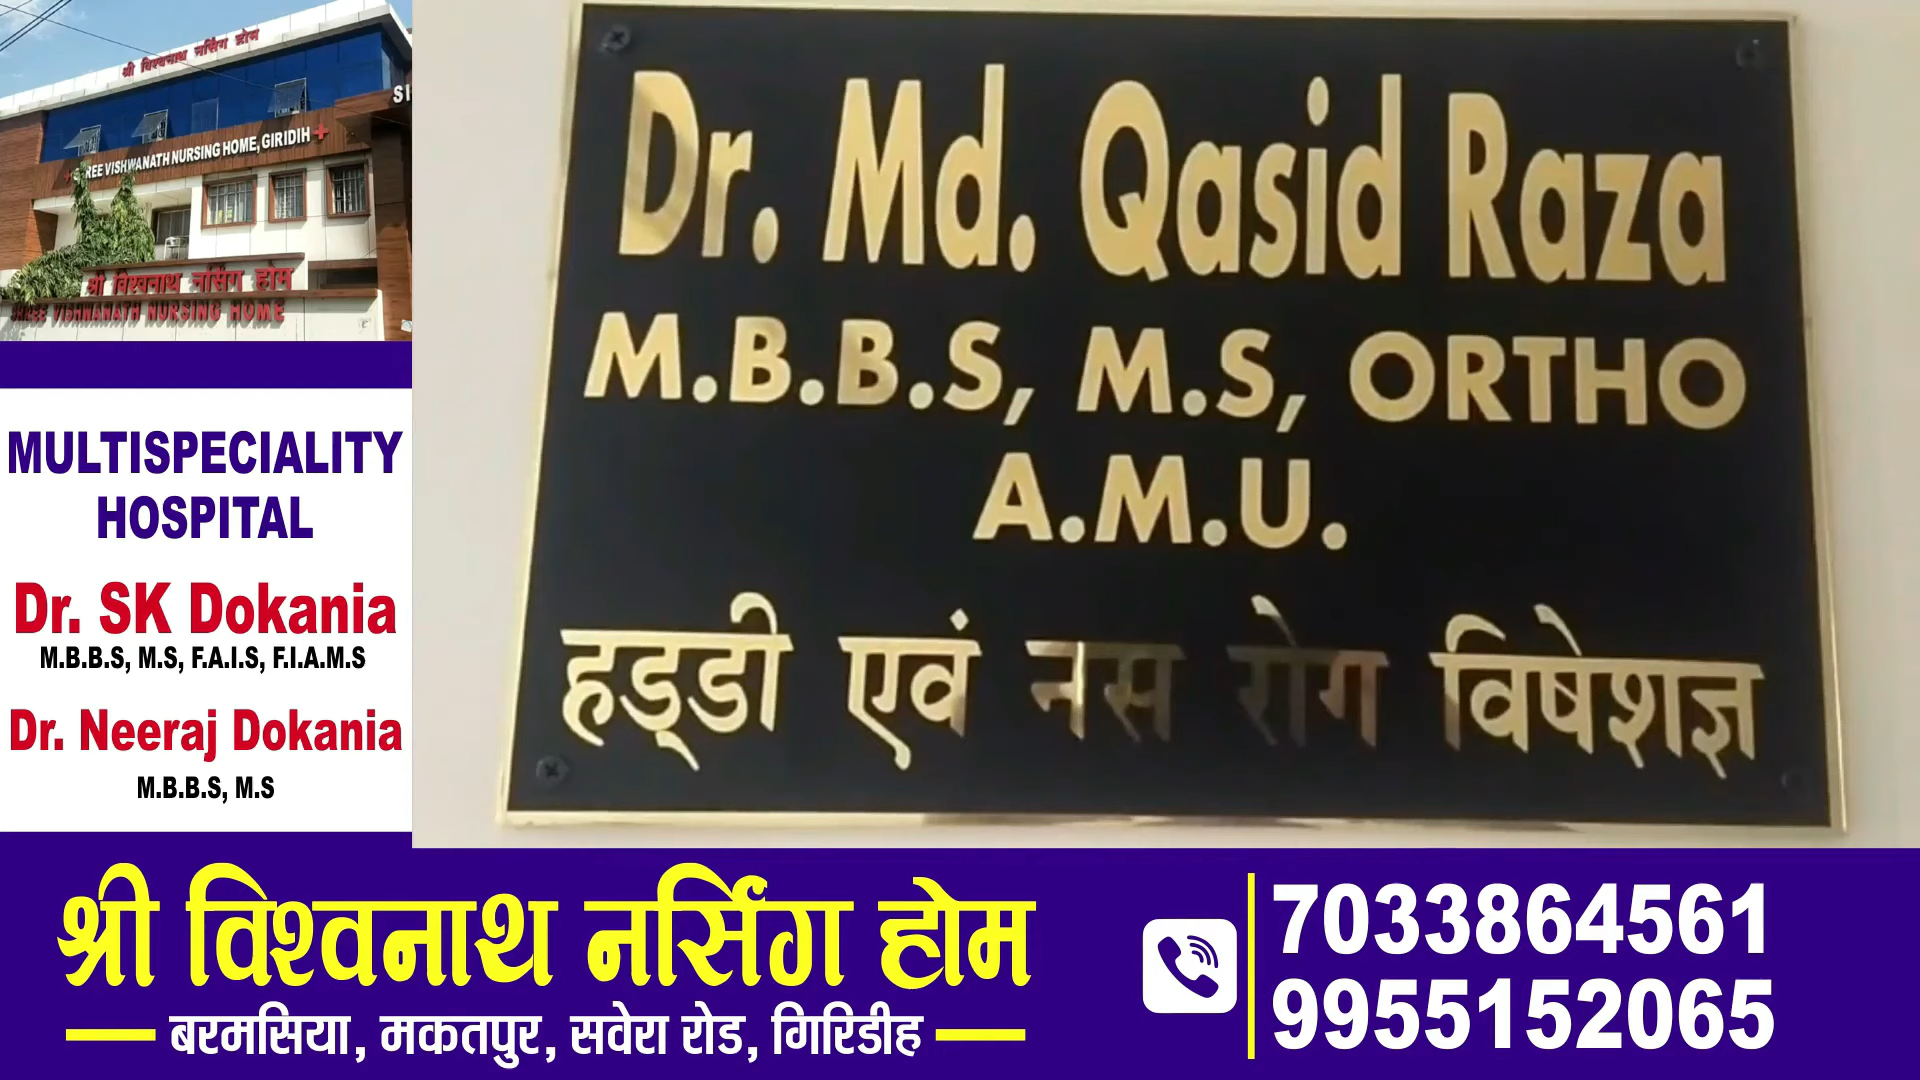 श्री विश्वनाथ नर्सिंग होम
SHREE VISHWANATH NURSING HOME, GIRIDIH
श्री विश्वनाथ नर्सिंग होम
SHREE VISHWANATH NURSING HOME
MULTISPECIALITY
HOSPITAL
Dr. SK Dokania
M.B.B.S, M.S, F.A.I.S, F.I.A.M.S
Dr. Neeraj Dokania
M.B.B.S, M.S
Dr. Md. Qasid Raza
M.B.B.S, M.S, ORTHO
A.M.U.
हड्डी एवं नस रोग विषेशज्ञ
श्री विश्वनाथ नर्सिंग होम
बरमसिया, मकतपुर, सवेरा रोड, गिरिडीह
7033864561
9955152065